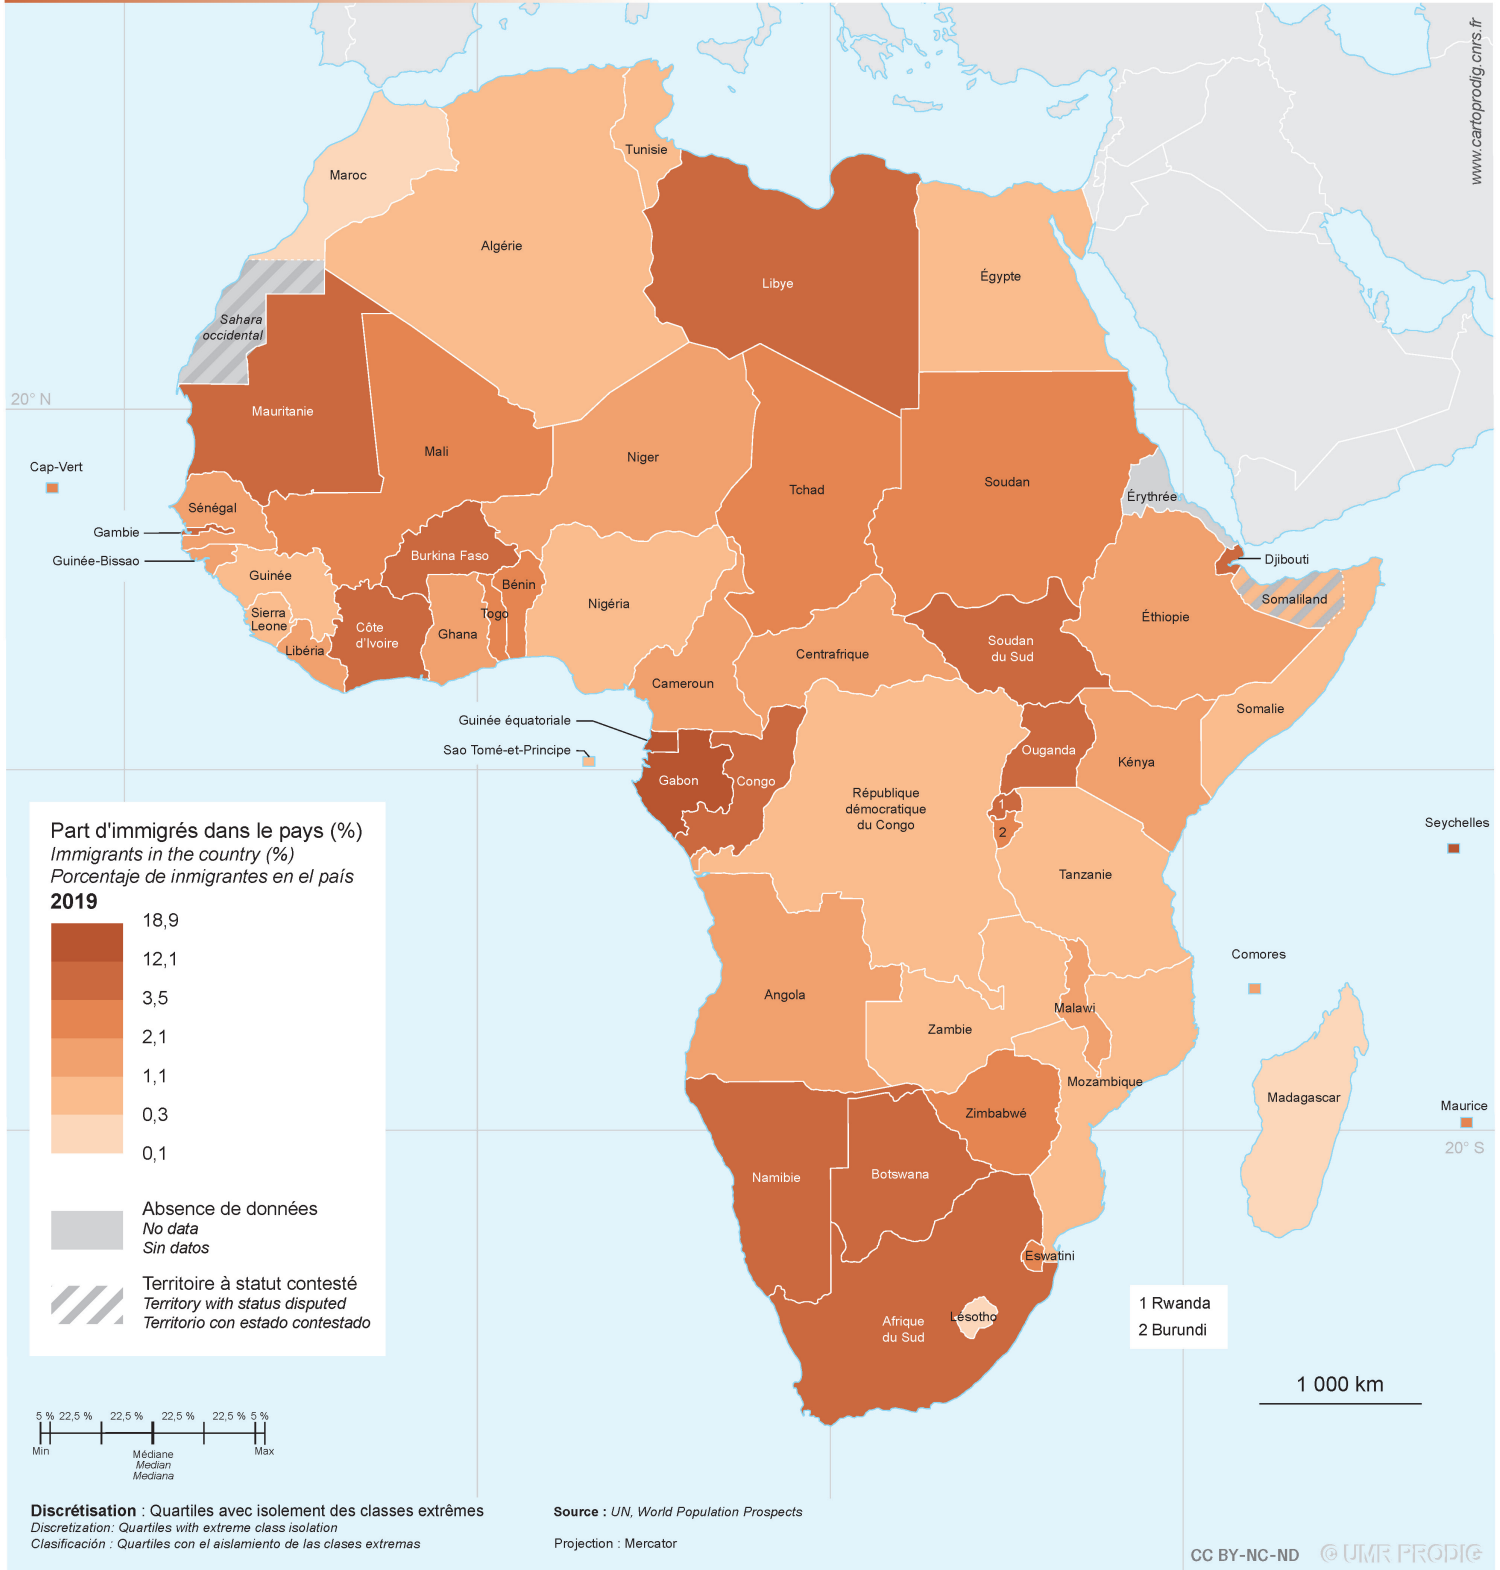 www.cartoprodig.cnrs.fr
Tunisie
Maroc
Algérie
Libye
Égypte
Sahara
occidental
20° N
Mauritanie
Mali
Niger
Tchad
Soudan
Érythrée
Cap-Vert
Sénégal
Gambie
Guinée-Bissao
Burkina Faso
Djibouti
Guinée
Bénin
Nigéria
Somaliland
Sierra
Leone
Togo
Éthiopie
Côte
d'Ivoire
Ghana
Libéria
Centrafrique
Soudan
du Sud
Cameroun
Somalie
Guinée équatoriale
Sao Tomé-et-Principe
Ouganda
Kénya
Gabon
Congo
République
démocratique
du Congo
1
2
Seychelles
Tanzanie
Comores
Angola
Malawi
Zambie
Mozambique
Madagascar
Zimbabwé
Maurice
20° S
Namibie
Botswana
Eswatini
Lésotho
Afrique
du Sud
Part d'immigrés dans le pays (%)
Immigrants in the country (%)
Porcentaje de inmigrantes en el país
2019
18,9
12,1
3,5
2,1
1,1
0,3
0,1
Absence de données
No data
Sin datos
Territoire à statut contesté
Territory with status disputed
Territorio con estado contestado
1 Rwanda
2 Burundi
1 000 km
5 % 22,5 % 22,5 % 22,5 % 22,5 % 5 %
Min Médiane Max
Median
Mediana
Discrétisation : Quartiles avec isolement des classes extrêmes
Discretization: Quartiles with extreme class isolation
Clasificación : Quartiles con el aislamiento de las clases extremas
Source : UN, World Population Prospects
Projection : Mercator
CC BY-NC-ND © UMR PRODIG